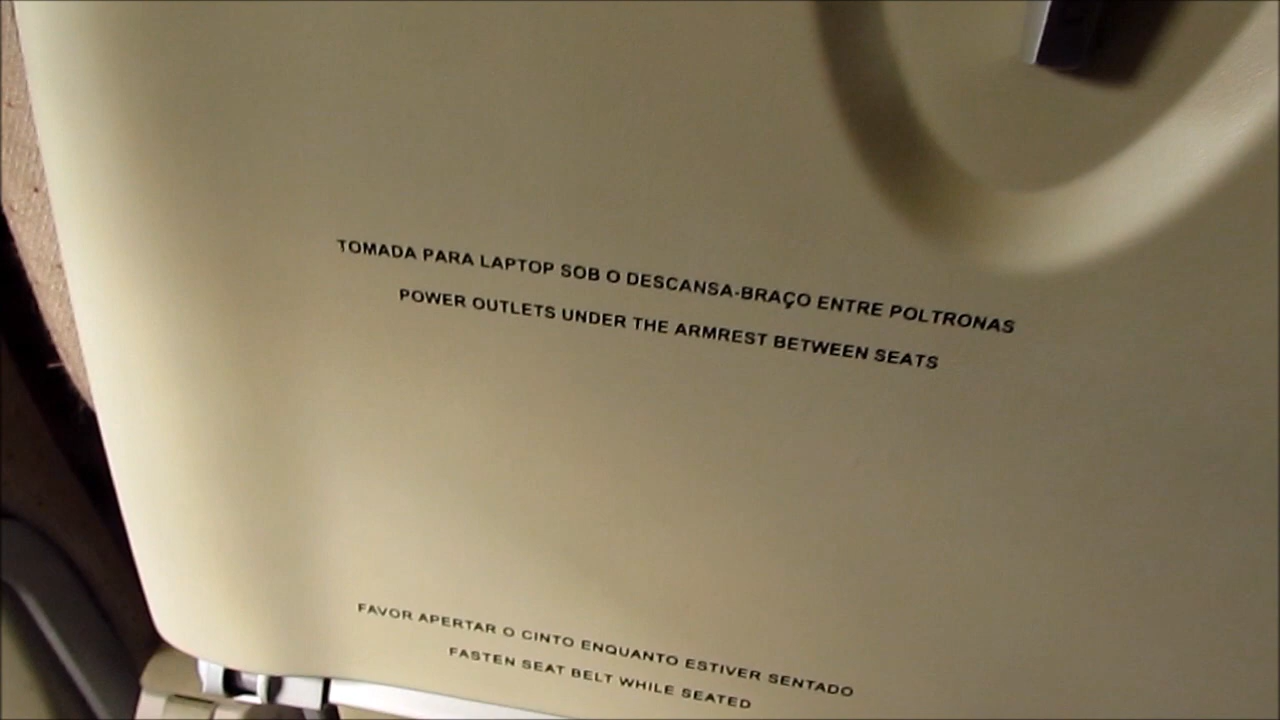 TOMADA PARA LAPTOP SOB O DESCANSA-BRAÇO ENTRE POLTRONAS
POWER OUTLETS UNDER THE ARMREST BETWEEN SEATS
FAVOR APERTAR O CINTO ENQUANTO ESTIVER SENTADO
FASTEN SEAT BELT WHILE SEATED